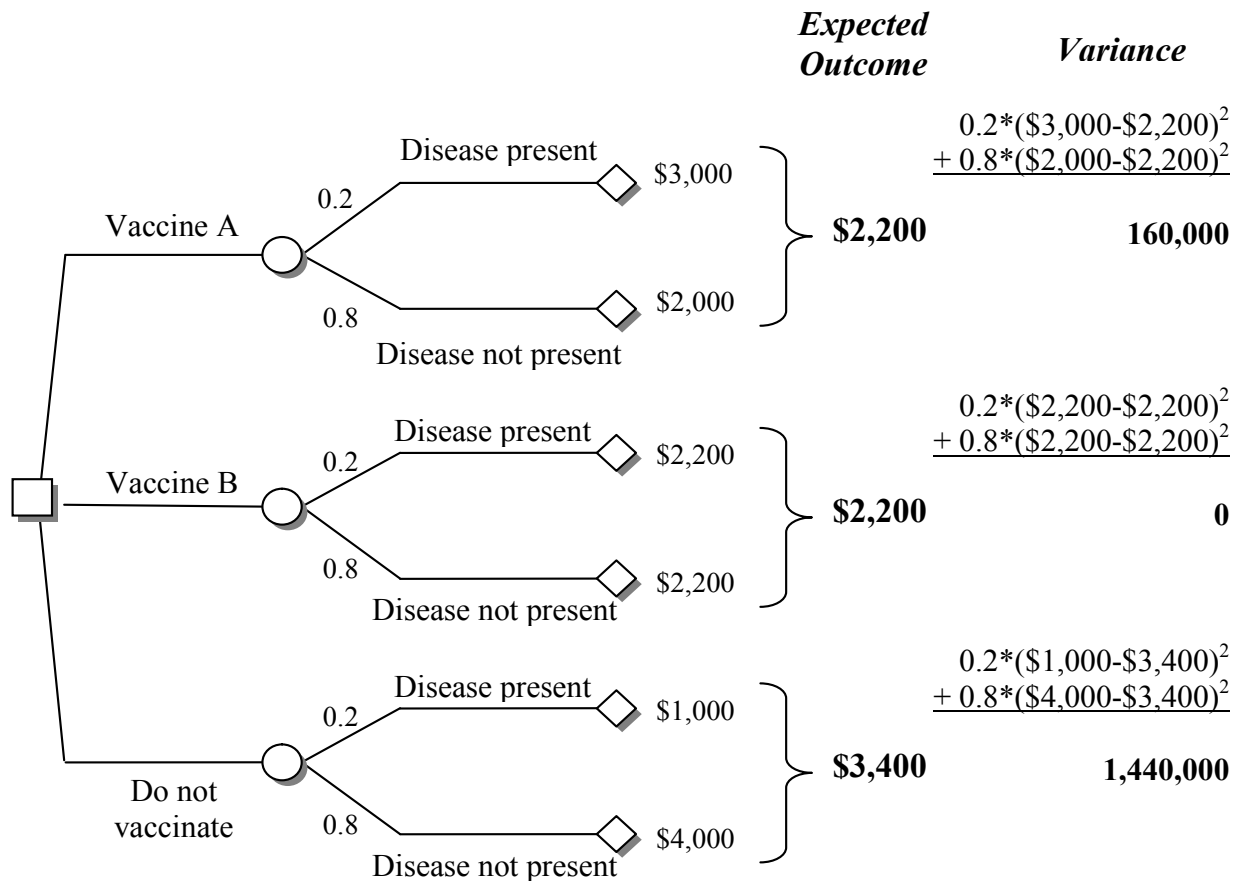 Expected
Outcome
Variance
0.2*($3,000-$2,200)²
+ 0.8*($2,000-$2,200)²
Disease present
$3,000
0.2
Vaccine A
$2,200
160,000
0.8
$2,000
Disease not present
0.2*($2,200-$2,200)²
+ 0.8*($2,200-$2,200)²
Disease present
$2,200
0.2
Vaccine B
$2,200
0
0.8
$2,200
Disease not present
0.2*($1,000-$3,400)²
+ 0.8*($4,000-$3,400)²
Disease present
$1,000
0.2
$3,400
1,440,000
Do not
vaccinate
0.8
$4,000
Disease not present